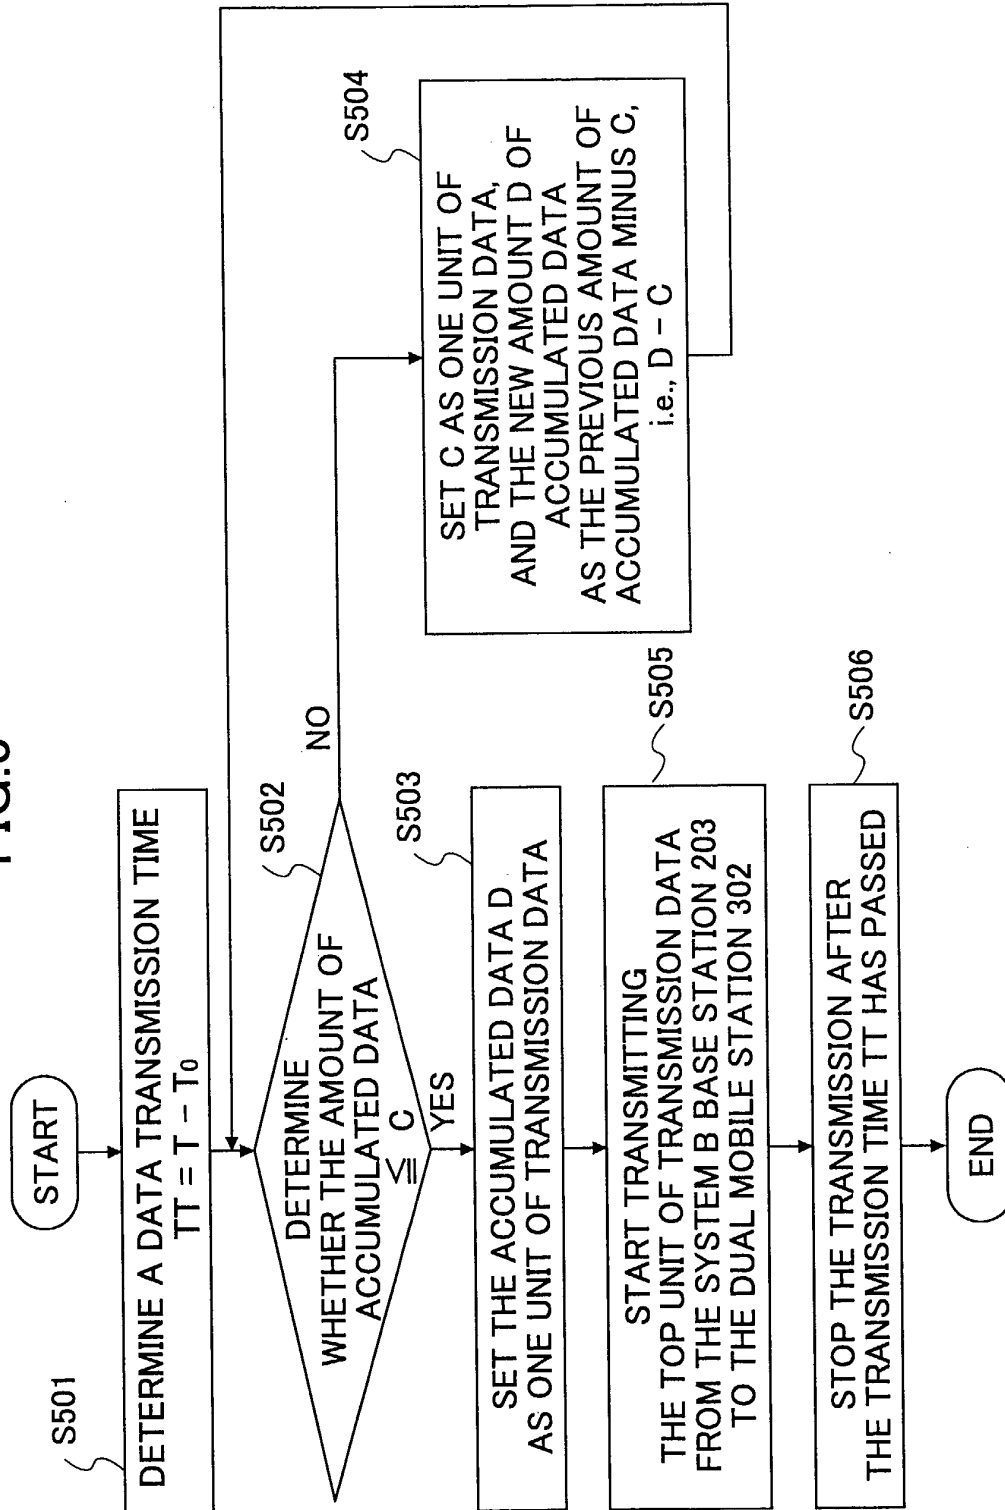 START
S501
DETERMINE A DATA TRANSMISSION TIME
TT = T − T0
S502
DETERMINE
WHETHER THE AMOUNT OF
ACCUMULATED DATA
≦ C
NO
YES
S504
SET C AS ONE UNIT OF
TRANSMISSION DATA,
AND THE NEW AMOUNT D OF
ACCUMULATED DATA
AS THE PREVIOUS AMOUNT OF
ACCUMULATED DATA MINUS C,
i.e., D − C
S503
SET THE ACCUMULATED DATA D
AS ONE UNIT OF TRANSMISSION DATA
S505
START TRANSMITTING
THE TOP UNIT OF TRANSMISSION DATA
FROM THE SYSTEM B BASE STATION 203
TO THE DUAL MOBILE STATION 302
S506
STOP THE TRANSMISSION AFTER
THE TRANSMISSION TIME TT HAS PASSED
END